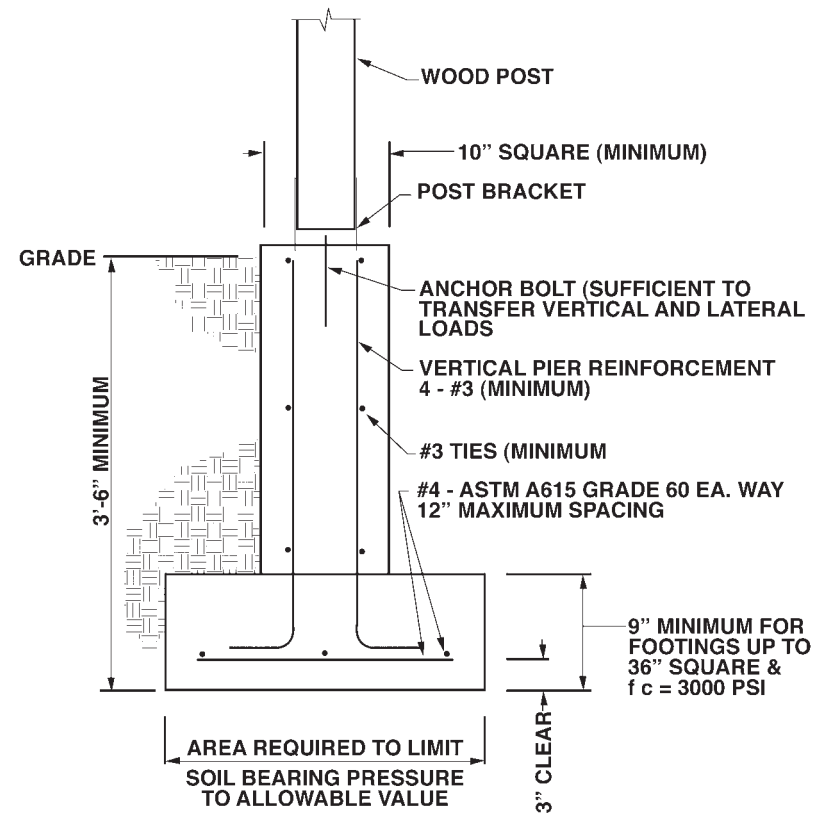 WOOD POST
10” SQUARE (MINIMUM)
POST BRACKET
GRADE
ANCHOR BOLT (SUFFICIENT TO
TRANSFER VERTICAL AND LATERAL
LOADS
VERTICAL PIER REINFORCEMENT
4 - #3 (MINIMUM)
3’-6” MINIMUM
#3 TIES (MINIMUM
#4 - ASTM A615 GRADE 60 EA. WAY
12” MAXIMUM SPACING
9” MINIMUM FOR
FOOTINGS UP TO
36” SQUARE &
f c = 3000 PSI
3” CLEAR
AREA REQUIRED TO LIMIT
SOIL BEARING PRESSURE
TO ALLOWABLE VALUE